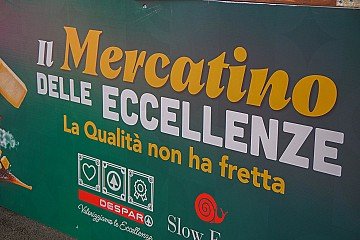 Il Mercatino
DELLE ECCELLENZE
La Qualità non ha fretta
DESPAR
Valorizziamo le Eccellenze
Slow